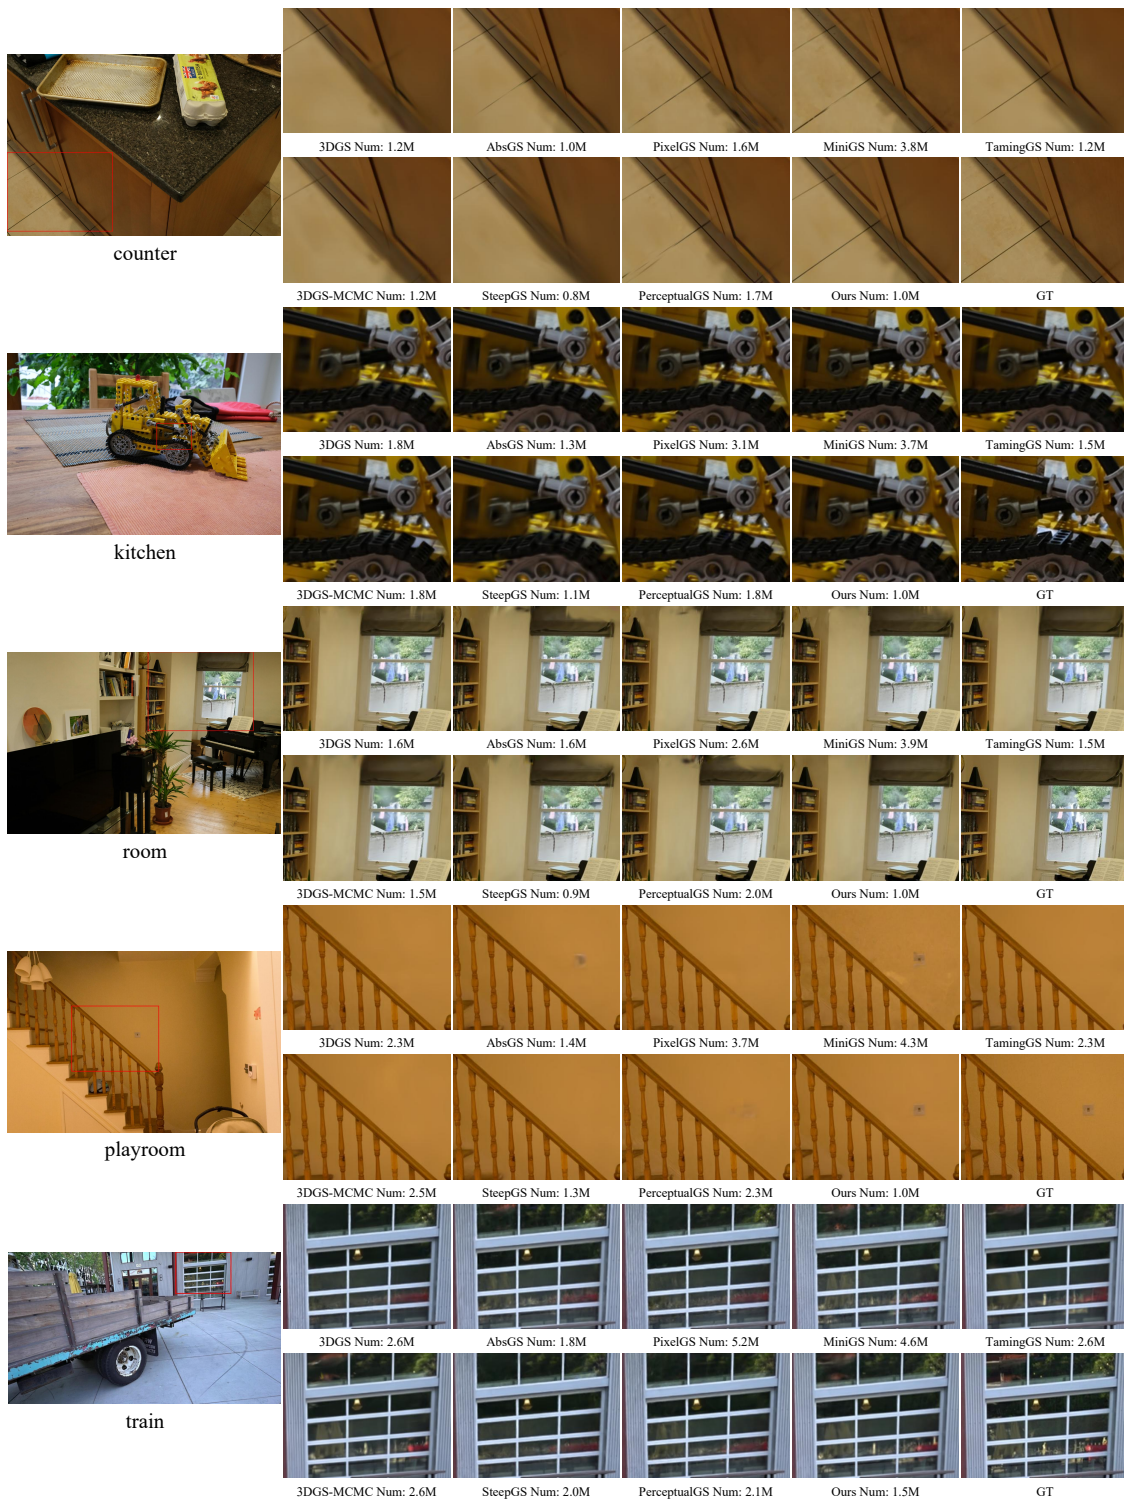 3DGS Num: 1.2M
AbsGS Num: 1.0M
PixelGS Num: 1.6M
MiniGS Num: 3.8M
TamingGS Num: 1.2M
counter
3DGS-MCMC Num: 1.2M
SteepGS Num: 0.8M
PerceptualGS Num: 1.7M
Ours Num: 1.0M
GT
3DGS Num: 1.8M
AbsGS Num: 1.3M
PixelGS Num: 3.1M
MiniGS Num: 3.7M
TamingGS Num: 1.5M
kitchen
3DGS-MCMC Num: 1.8M
SteepGS Num: 1.1M
PerceptualGS Num: 1.8M
Ours Num: 1.0M
GT
3DGS Num: 1.6M
AbsGS Num: 1.6M
PixelGS Num: 2.6M
MiniGS Num: 3.9M
TamingGS Num: 1.5M
room
3DGS-MCMC Num: 1.5M
SteepGS Num: 0.9M
PerceptualGS Num: 2.0M
Ours Num: 1.0M
GT
3DGS Num: 2.3M
AbsGS Num: 1.4M
PixelGS Num: 3.7M
MiniGS Num: 4.3M
TamingGS Num: 2.3M
playroom
3DGS-MCMC Num: 2.5M
SteepGS Num: 1.3M
PerceptualGS Num: 2.3M
Ours Num: 1.0M
GT
3DGS Num: 2.6M
AbsGS Num: 1.8M
PixelGS Num: 5.2M
MiniGS Num: 4.6M
TamingGS Num: 2.6M
train
3DGS-MCMC Num: 2.6M
SteepGS Num: 2.0M
PerceptualGS Num: 2.1M
Ours Num: 1.5M
GT